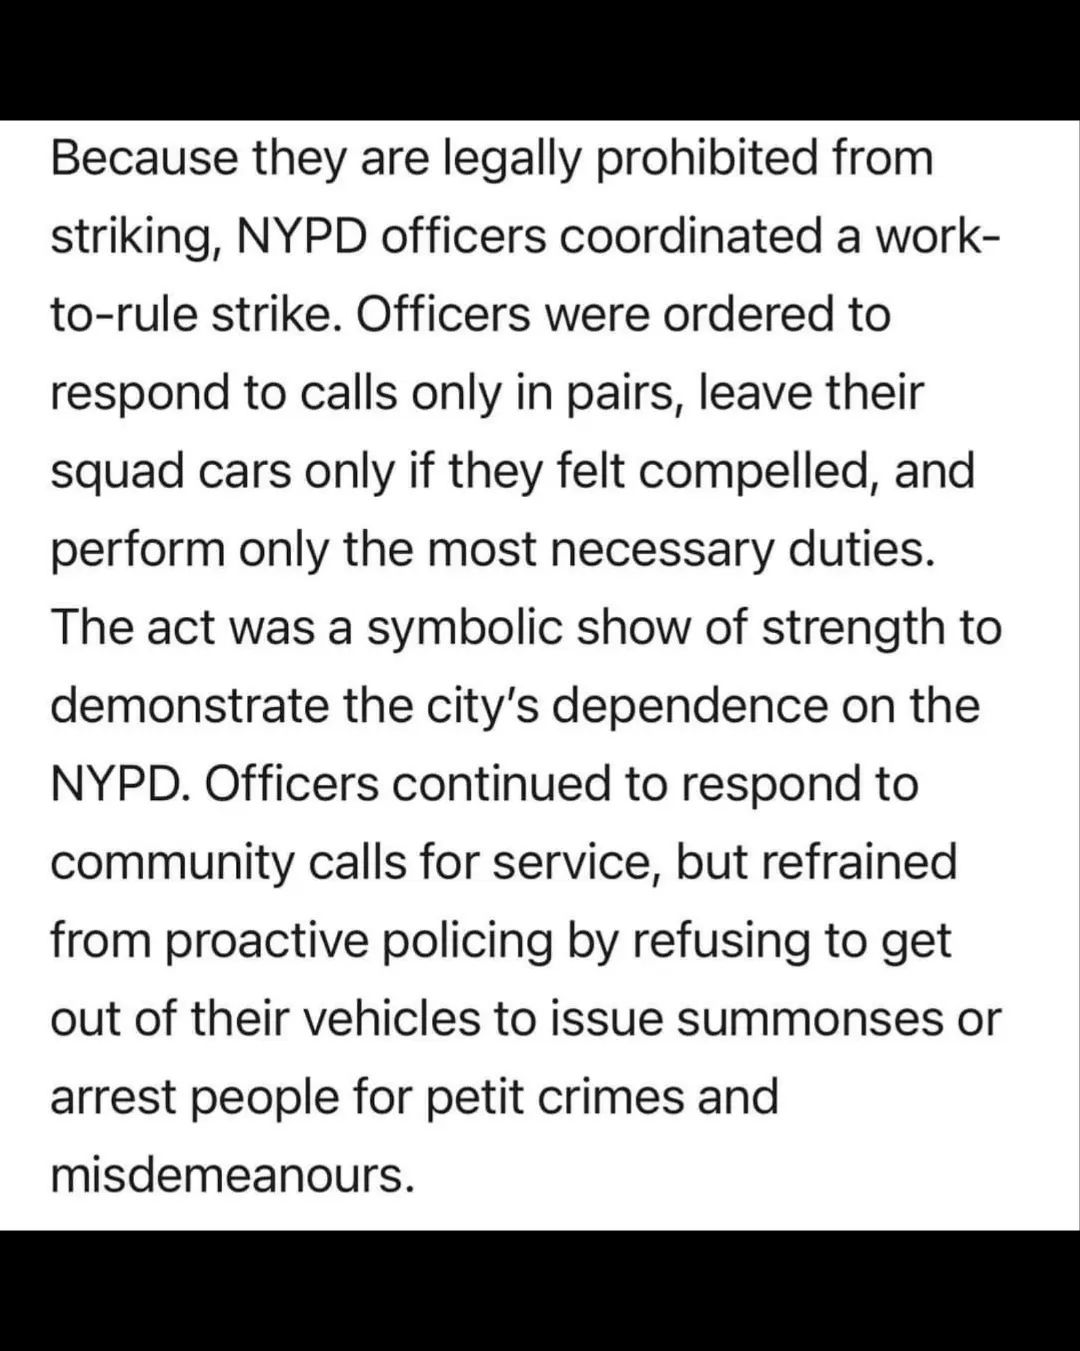 Because they are legally prohibited from
striking, NYPD officers coordinated a work-
to-rule strike. Officers were ordered to
respond to calls only in pairs, leave their
squad cars only if they felt compelled, and
perform only the most necessary duties.
The act was a symbolic show of strength to
demonstrate the city's dependence on the
NYPD. Officers continued to respond to
community calls for service, but refrained
from proactive policing by refusing to get
out of their vehicles to issue summonses or
arrest people for petit crimes and
misdemeanours.